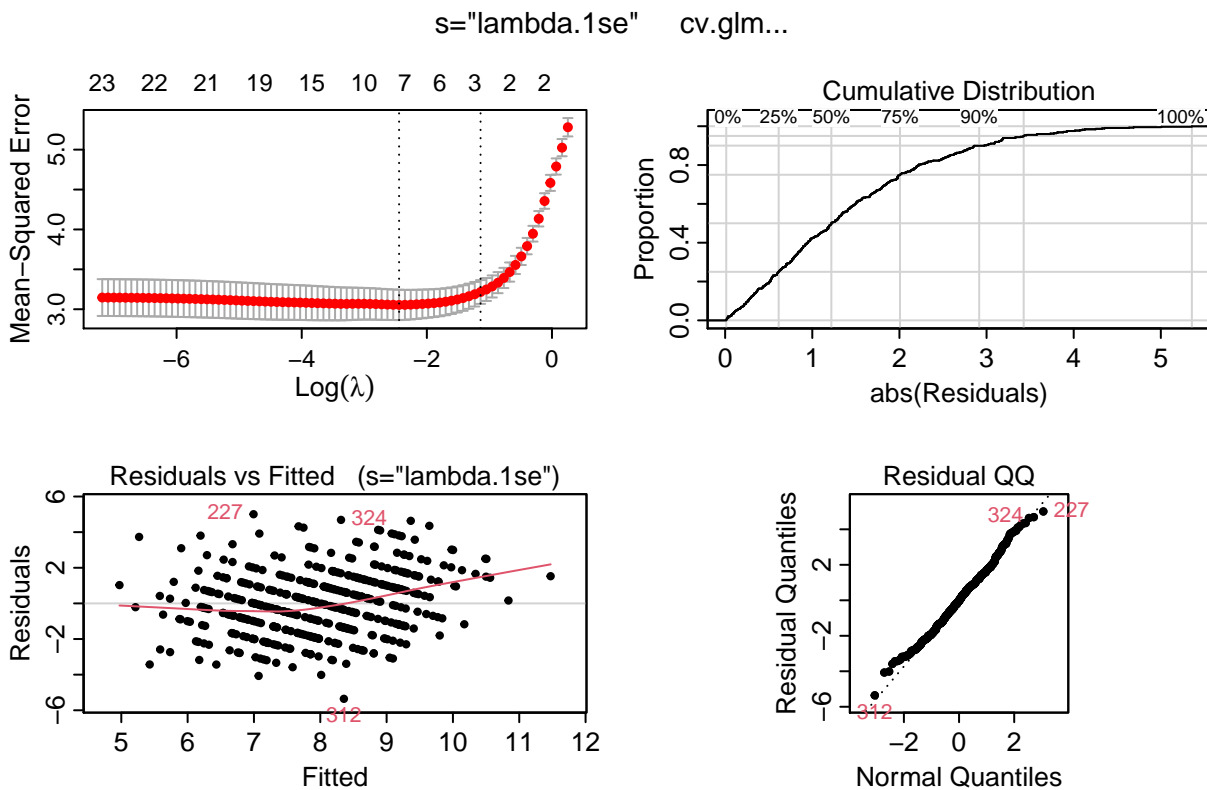 s="lambda.1se" cv.glm...
23 22 21 19 15 10 7 6 3 2 2
Mean−Squared Error
3.0 4.0 5.0
−6 −4 −2 0
Log(λ)
Cumulative Distribution
0% 25% 50% 75% 90% 100%
Proportion
0.0 0.4 0.8
0 1 2 3 4 5
abs(Residuals)
Residuals vs Fitted (s="lambda.1se")
Residuals
−6 −2 2 6
227 324
312
5 6 7 8 9 10 11 12
Fitted
Residual QQ
Residual Quantiles
−6 −2 2
324 227
312
−2 0 2
Normal Quantiles